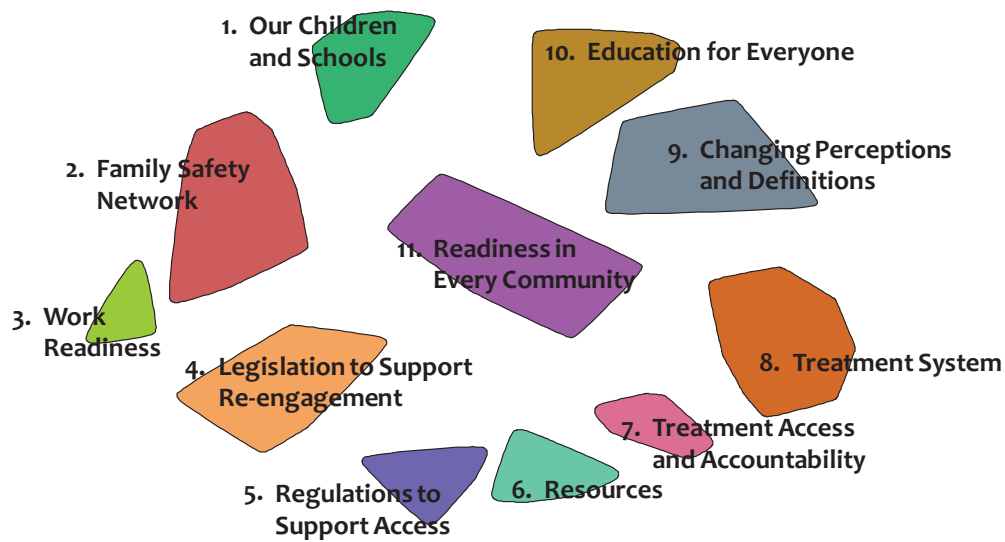 1. Our Children
and Schools
10. Education for Everyone
2. Family Safety
Network
9. Changing Perceptions
and Definitions
11. Readiness in
Every Community
3. Work
Readiness
4. Legislation to Support
Re-engagement
8. Treatment System
7. Treatment Access
and Accountability
5. Regulations to
Support Access
6. Resources